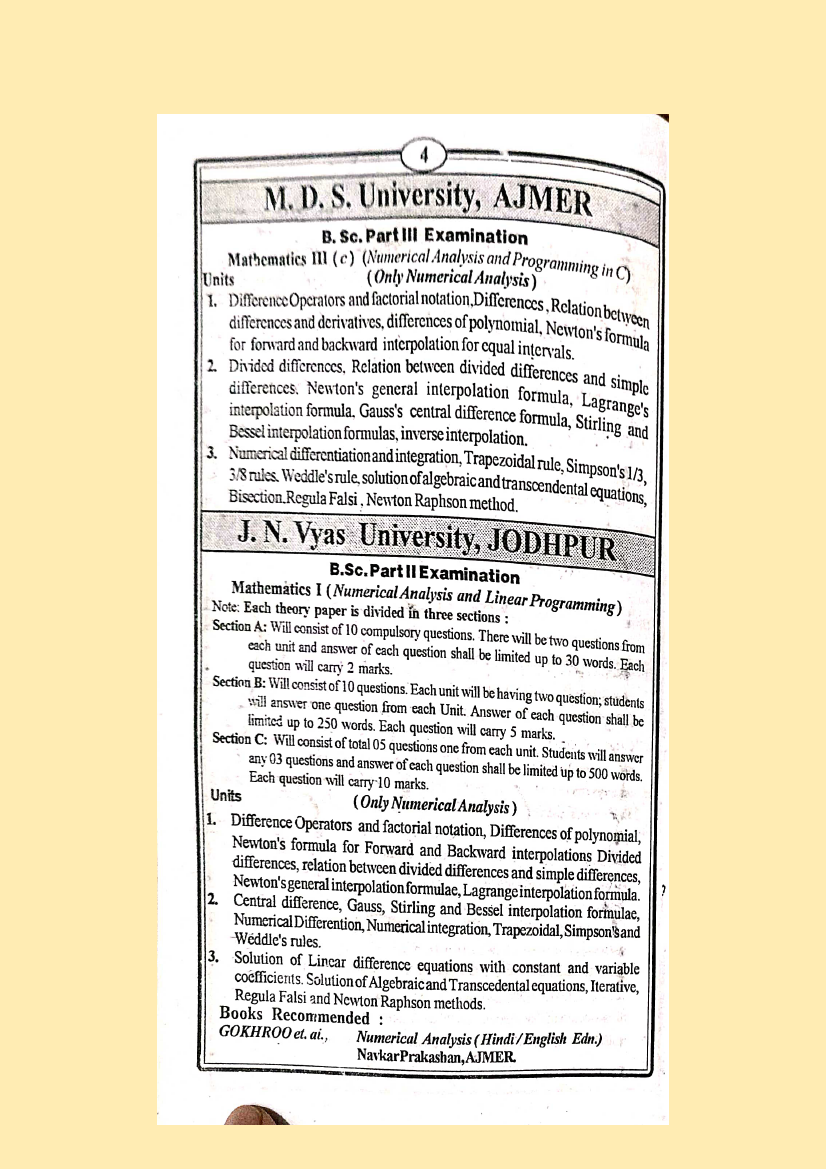 4
M. D. S. University, AJMER
B. Sc. Part III Examination
Mathematics III (c) (Numerical Analysis and Programming in C)
Units (Only Numerical Analysis)
1. Difference Operators and factorial notation, Differences, Relation between
differences and derivatives, differences of polynomial, Newton's formula
for forward and backward interpolation for equal intervals.
2. Divided differences, Relation between divided differences and simple
differences. Newton's general interpolation formula, Lagrange's
interpolation formula. Gauss's central difference formula, Stirling and
Bessel interpolation formulas, inverse interpolation.
3. Numerical differentiation and integration, Trapezoidal rule, Simpson's 1/3,
3/8 rules. Weddle's rule, solution of algebraic and transcendental equations,
Bisection. Regula Falsi, Newton Raphson method.
J. N. Vyas University, JODHPUR
B.Sc. Part II Examination
Mathematics I (Numerical Analysis and Linear Programming)
Note: Each theory paper is divided in three sections :
Section A: Will consist of 10 compulsory questions. There will be two questions from
each unit and answer of each question shall be limited up to 30 words. Each
question will carry 2 marks.
Section B: Will consist of 10 questions. Each unit will be having two question; students
will answer one question from each Unit. Answer of each question shall be
limited up to 250 words. Each question will carry 5 marks.
Section C: Will consist of total 05 questions one from each unit. Students will answer
any 03 questions and answer of each question shall be limited up to 500 words.
Each question will carry 10 marks.
Units (Only Numerical Analysis)
1. Difference Operators and factorial notation, Differences of polynomial,
Newton's formula for Forward and Backward interpolations Divided
differences, relation between divided differences and simple differences,
Newton's general interpolation formulae, Lagrange interpolation formula.
2. Central difference, Gauss, Stirling and Bessel interpolation formulae,
Numerical Differention, Numerical integration, Trapezoidal, Simpson's and
Weddle's rules.
3. Solution of Linear difference equations with constant and variable
coefficients. Solution of Algebraic and Transcedental equations, Iterative,
Regula Falsi and Newton Raphson methods.
Books Recommended :
GOKHROO et. ai., Numerical Analysis (Hindi/English Edn.)
Navkar Prakashan, AJMER.